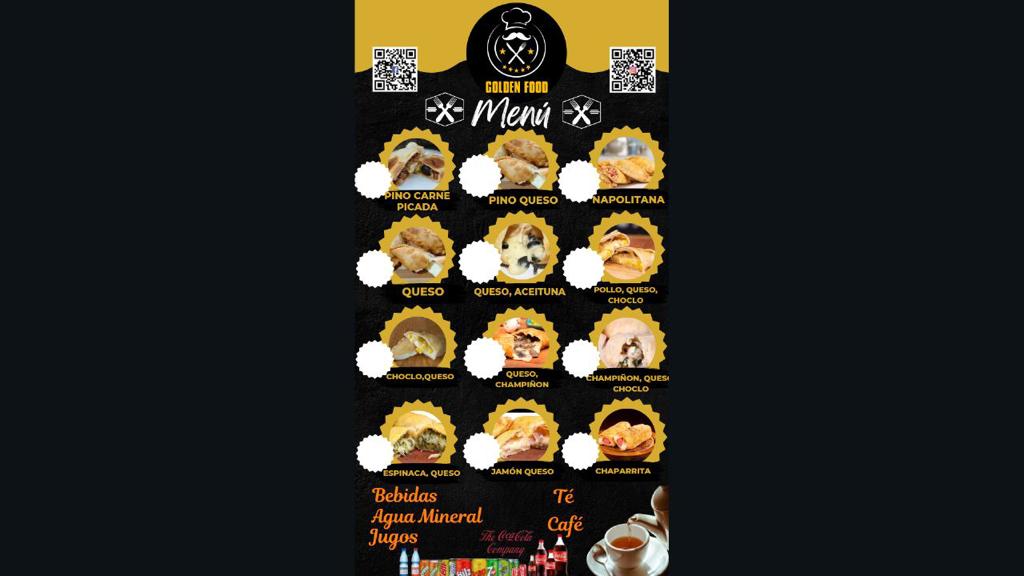 GOLDEN FOOD
Menú
PINO CARNE
PICADA
PINO QUESO
NAPOLITANA
QUESO
QUESO, ACEITUNA
POLLO, QUESO,
CHOCLO
CHOCLO,QUESO
QUESO,
CHAMPIÑON
CHAMPIÑON, QUESO
CHOCLO
ESPINACA, QUESO
JAMÓN QUESO
CHAPARRITA
Bebidas
Agua Mineral
Jugos
Té
Café
The Coca-Cola
Company